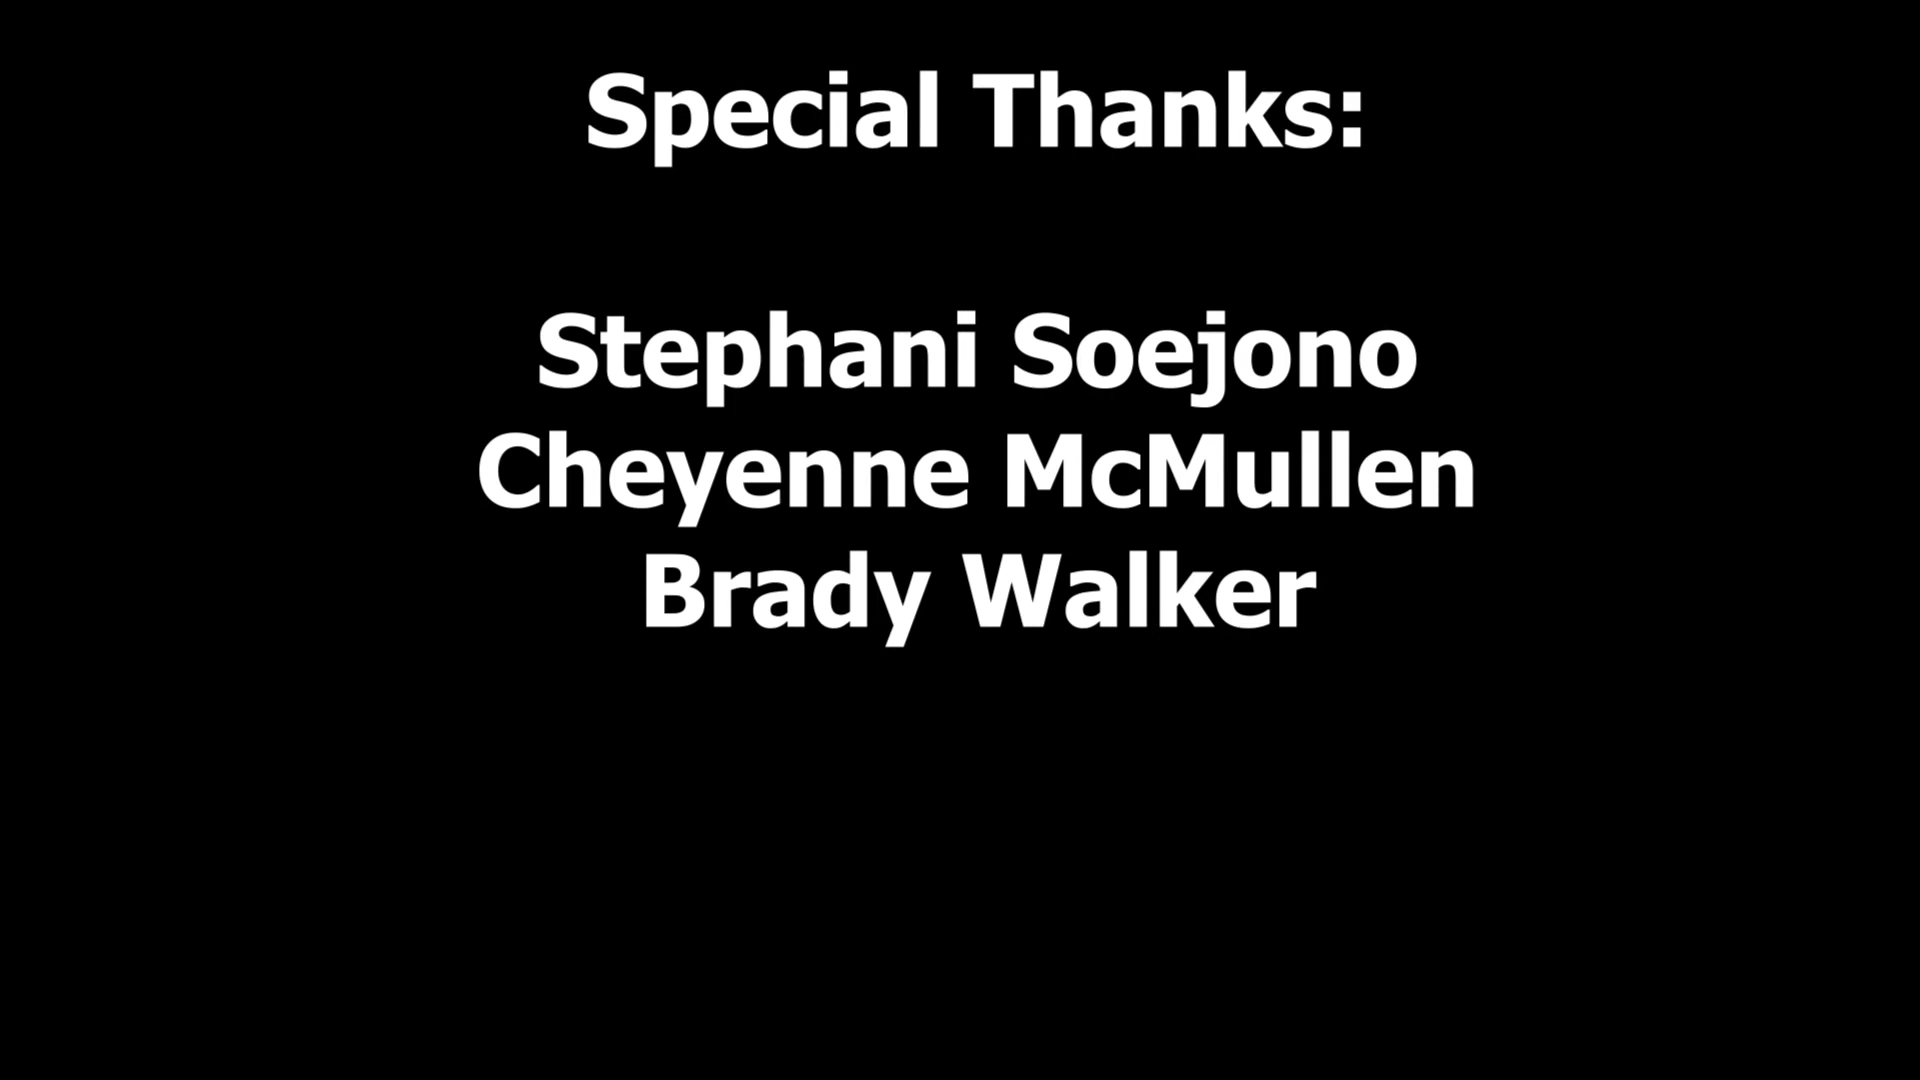 Special Thanks:
Stephani Soejono
Cheyenne McMullen
Brady Walker